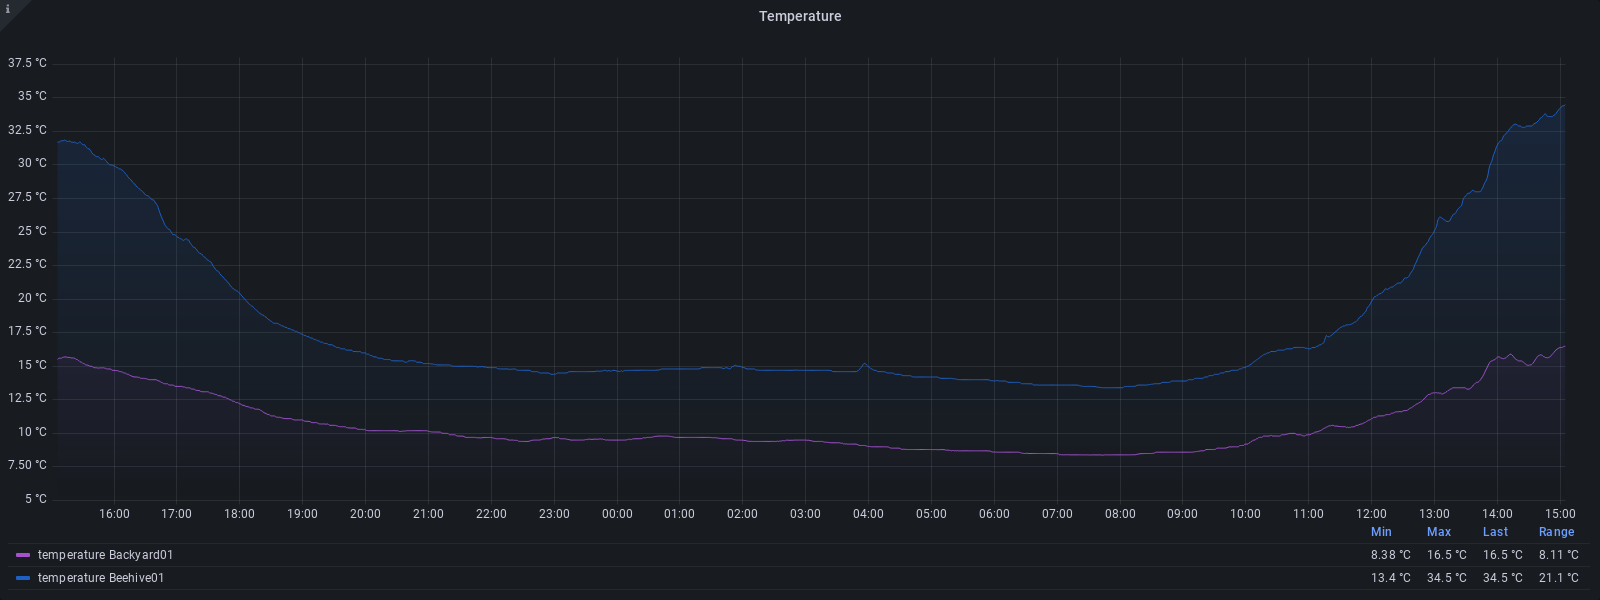 i
Temperature
37.5 °C
35 °C
32.5 °C
30 °C
27.5 °C
25 °C
22.5 °C
20 °C
17.5 °C
15 °C
12.5 °C
10 °C
7.50 °C
5 °C
16:00 17:00 18:00 19:00 20:00 21:00 22:00 23:00 00:00 01:00 02:00 03:00 04:00 05:00 06:00 07:00 08:00 09:00 10:00 11:00 12:00 13:00 14:00 15:00
Min Max Last Range
temperature Backyard01 8.38 °C 16.5 °C 16.5 °C 8.11 °C
temperature Beehive01 13.4 °C 34.5 °C 34.5 °C 21.1 °C